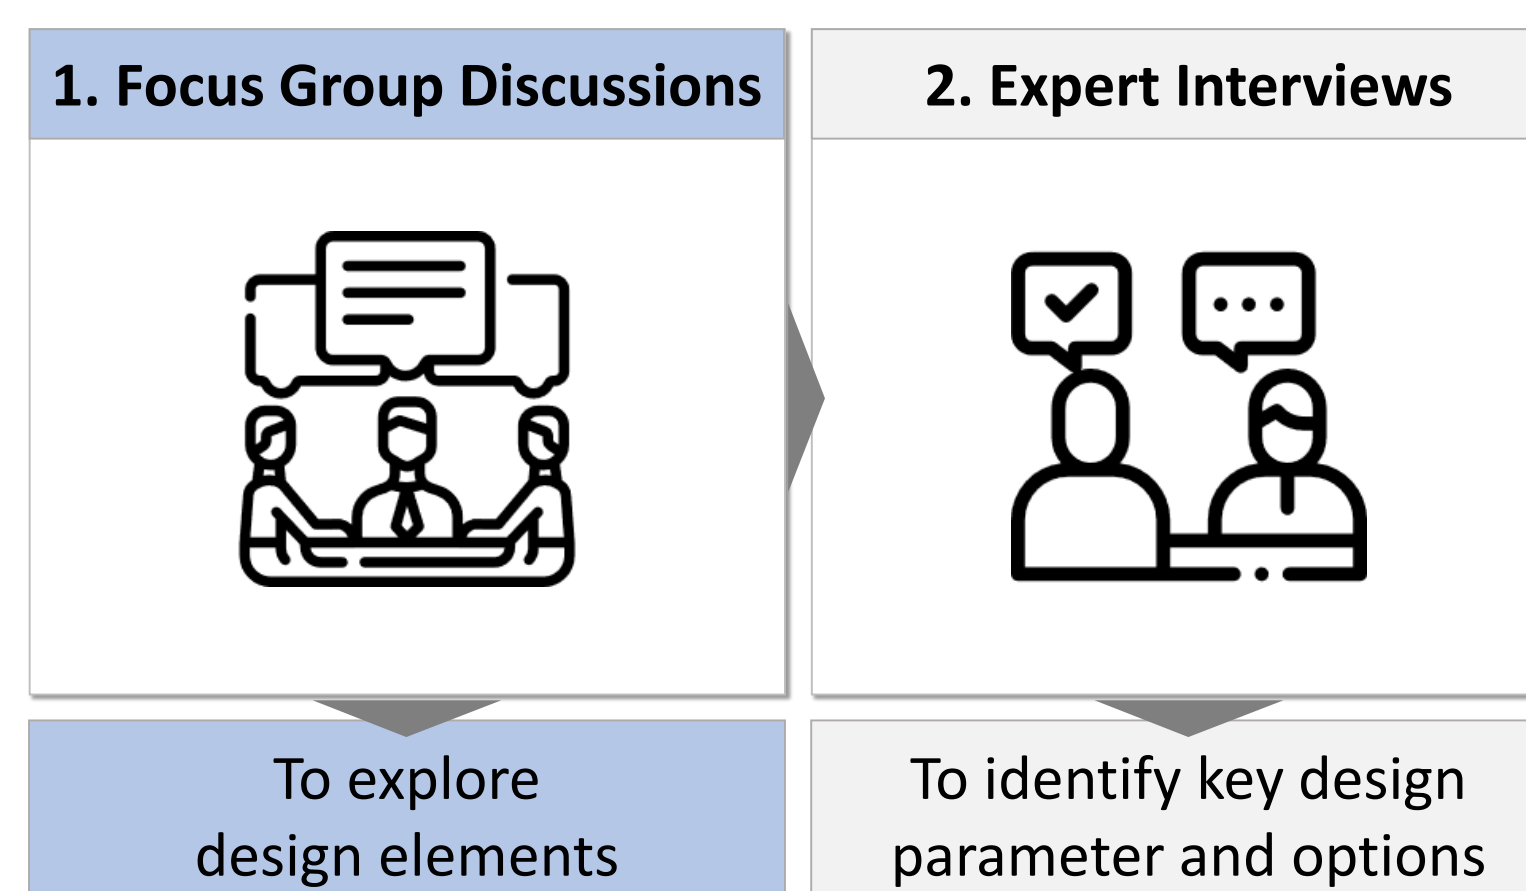 1. Focus Group Discussions
2. Expert Interviews
To explore
design elements
To identify key design
parameter and options